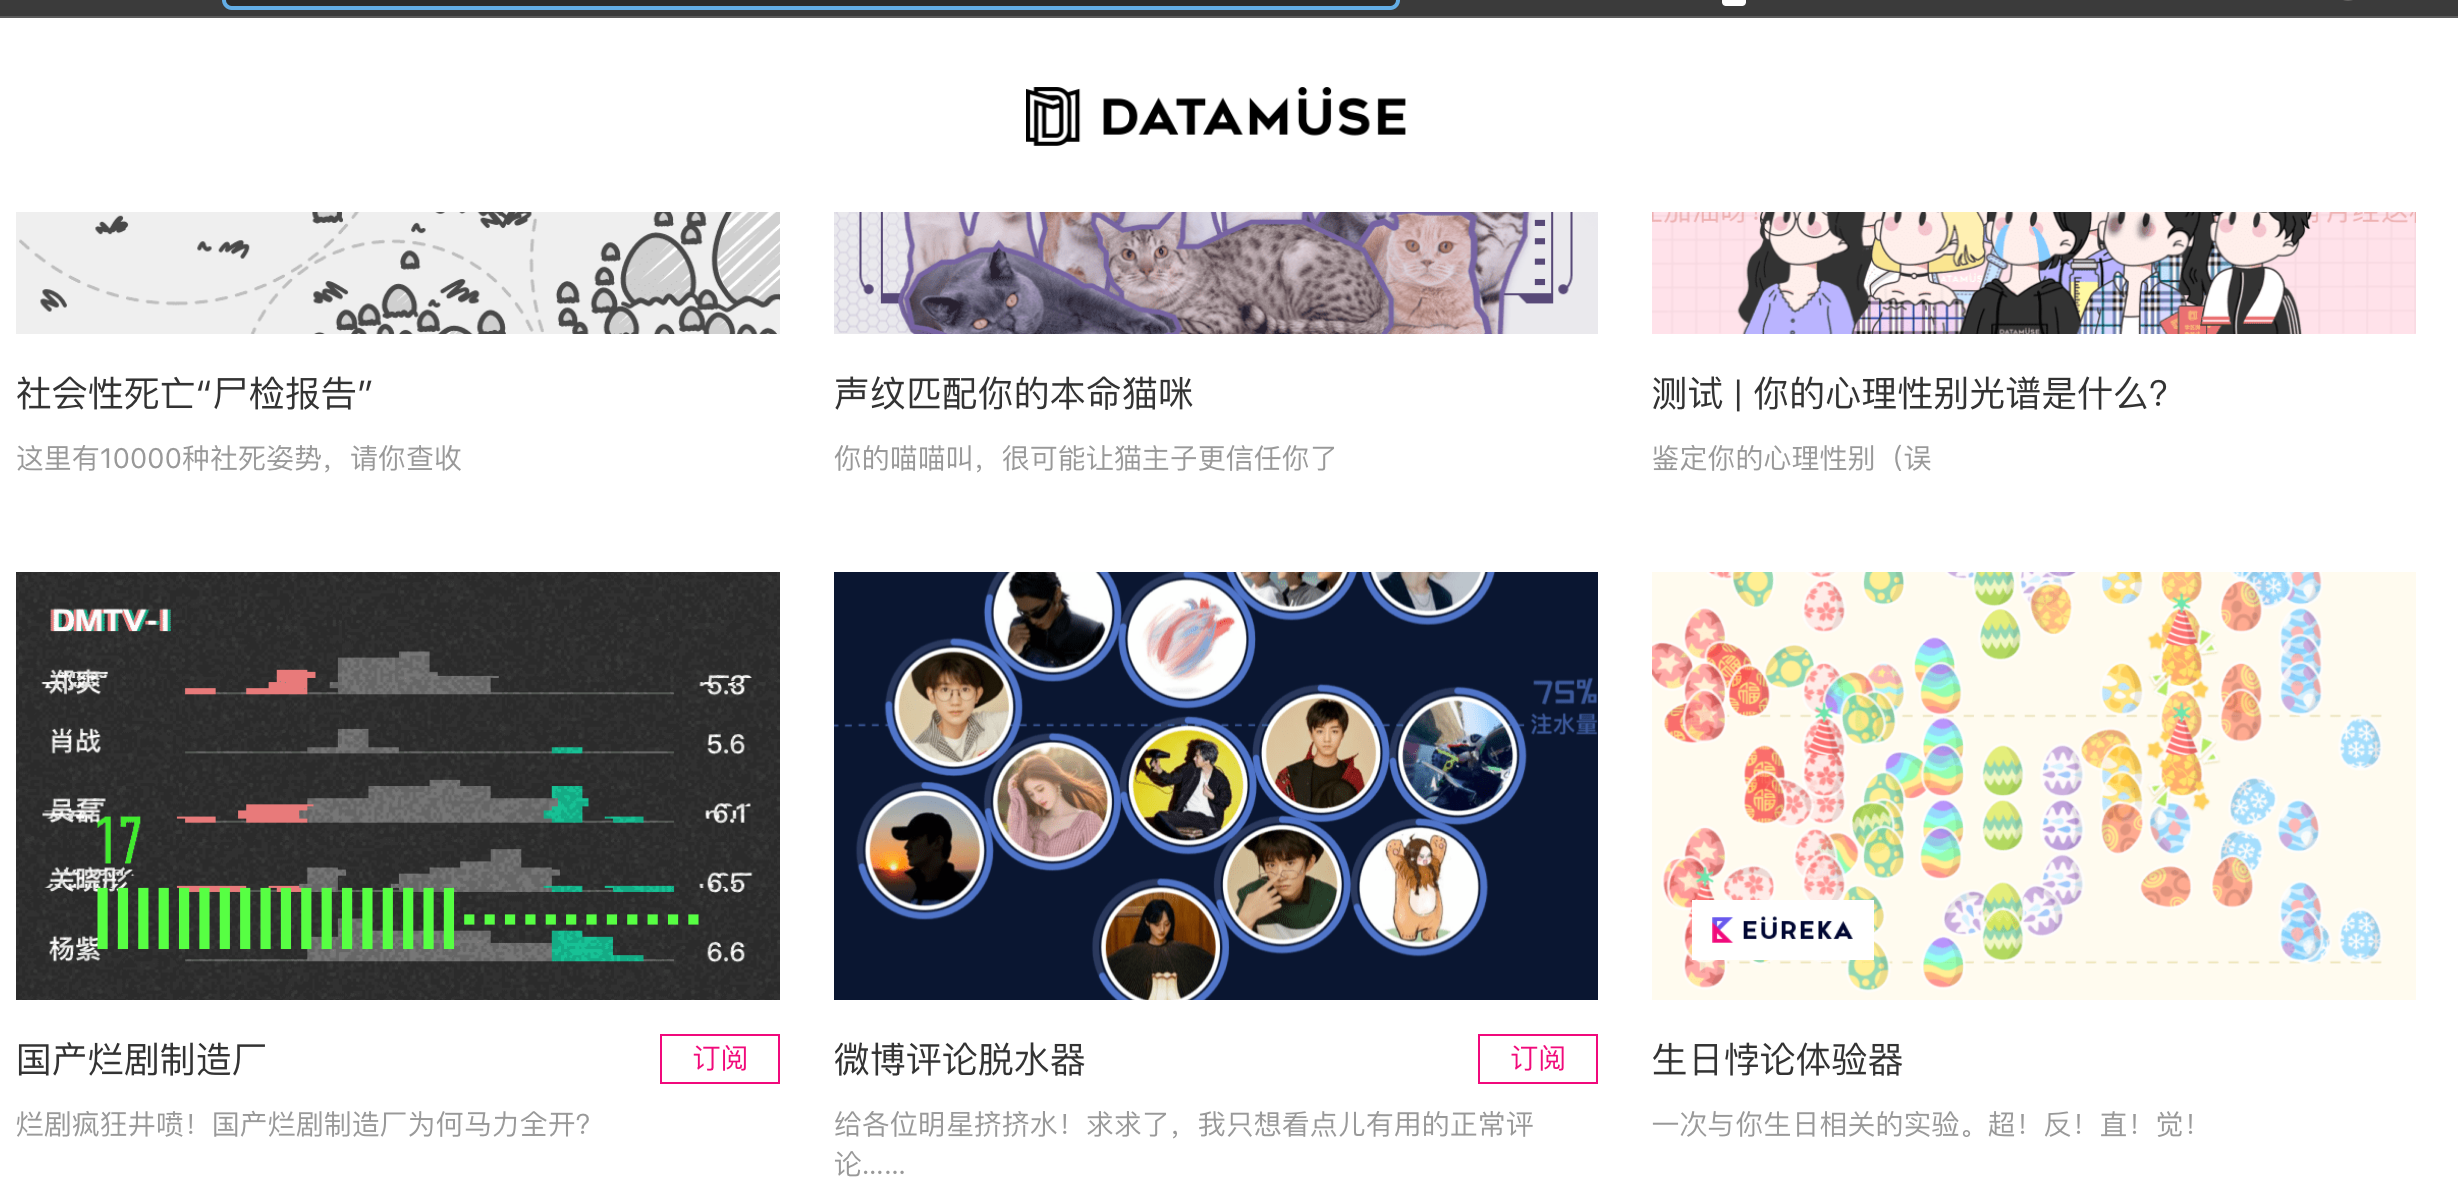 DATAMÜSE
DATAMÜSE
社会性死亡“尸检报告”
这里有10000种社死姿势，请你查收
声纹匹配你的本命猫咪
你的喵喵叫，很可能让猫主子更信任你了
测试 | 你的心理性别光谱是什么?
鉴定你的心理性别（误
DMTV-I
郑爽 5.3
肖战 5.6
吴磊 6.1
17
关晓彤 6.5
杨紫 6.6
75%
注水量
EÜREKA
国产烂剧制造厂
订阅
烂剧疯狂井喷！国产烂剧制造厂为何马力全开?
微博评论脱水器
订阅
给各位明星挤挤水！求求了，我只想看点儿有用的正常评
论……
生日悖论体验器
一次与你生日相关的实验。超！反！直！觉！